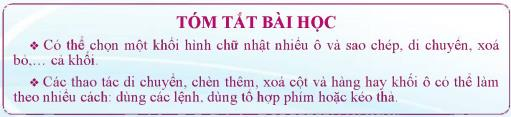 TÓM TẮT BÀI HỌC
❖ Có thể chọn một khối hình chữ nhật nhiều ô và sao chép, di chuyển, xoá
bỏ,… cả khối.
❖ Các thao tác di chuyển, chèn thêm, xoá cột và hàng hay khối ô có thể làm
theo nhiều cách: dùng các lệnh, dùng tổ hợp phím hoặc kéo thả.